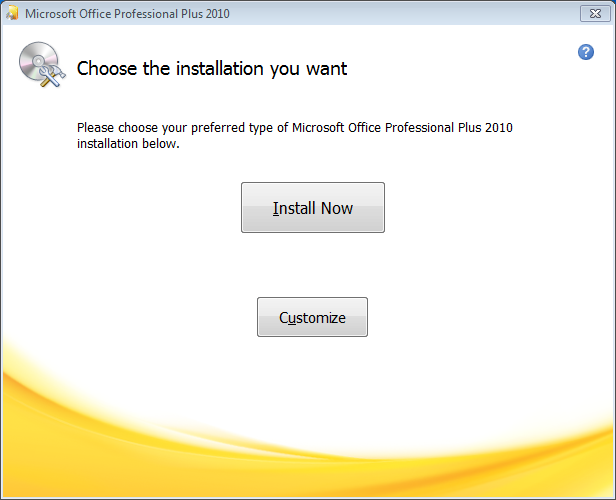 Microsoft Office Professional Plus 2010
Choose the installation you want
?
Please choose your preferred type of Microsoft Office Professional Plus 2010
installation below.
Install Now
Customize